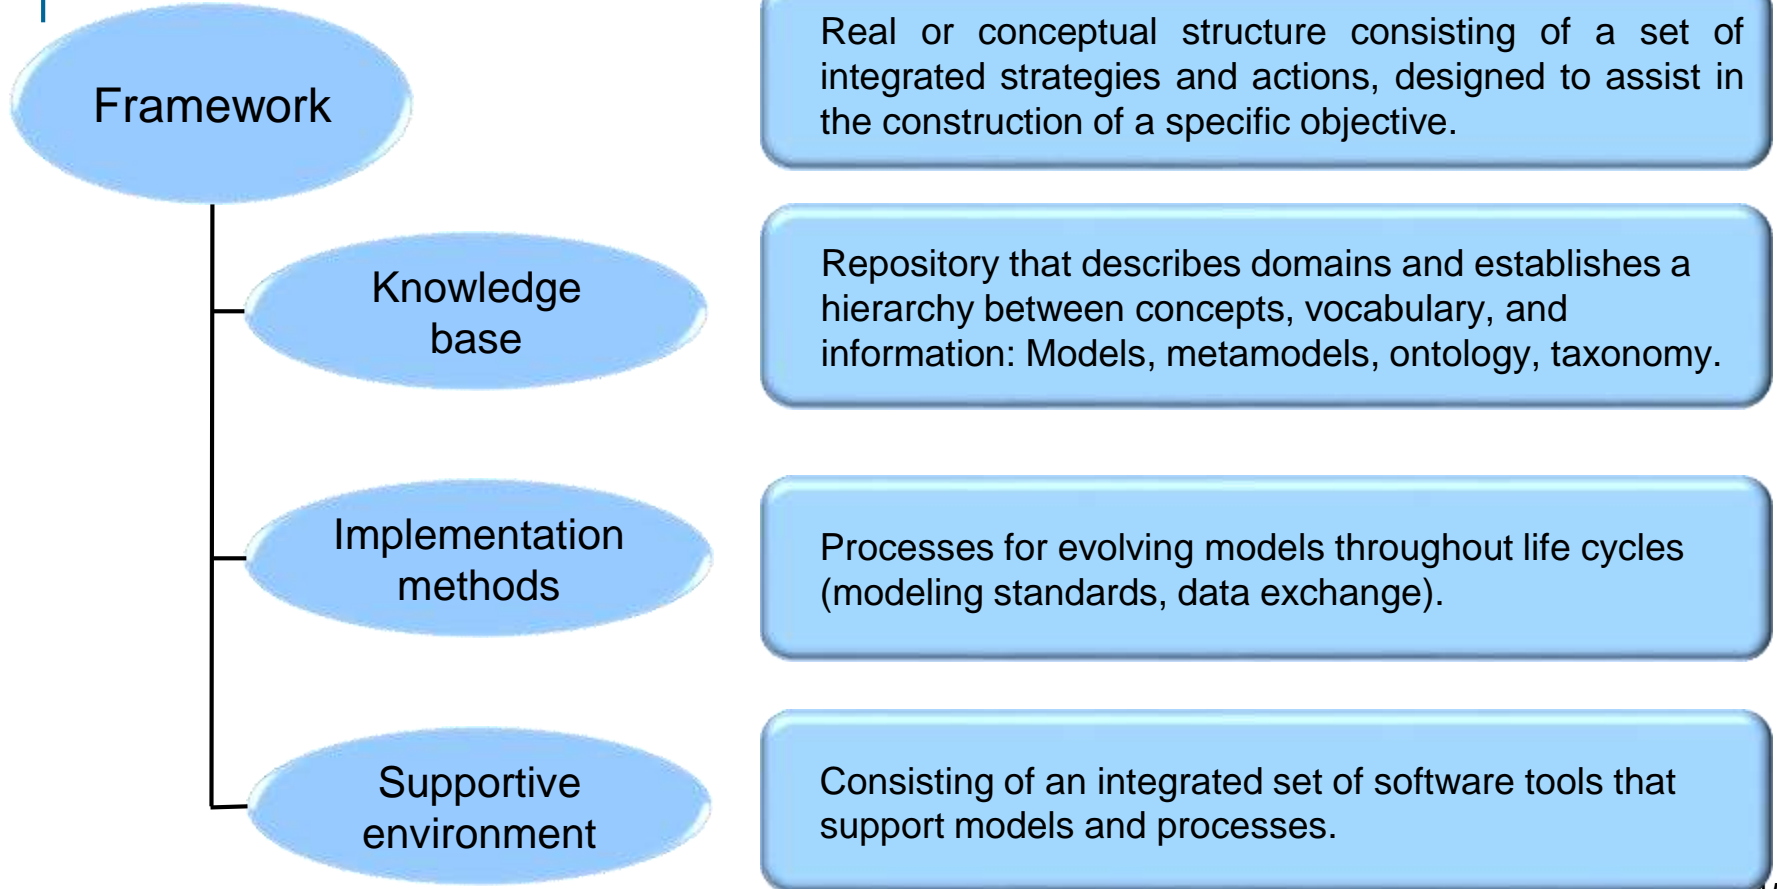 Framework
Real or conceptual structure consisting of a set of
integrated strategies and actions, designed to assist in
the construction of a specific objective.
Knowledge
base
Repository that describes domains and establishes a
hierarchy between concepts, vocabulary, and
information: Models, metamodels, ontology, taxonomy.
Implementation
methods
Processes for evolving models throughout life cycles
(modeling standards, data exchange).
Supportive
environment
Consisting of an integrated set of software tools that
support models and processes.